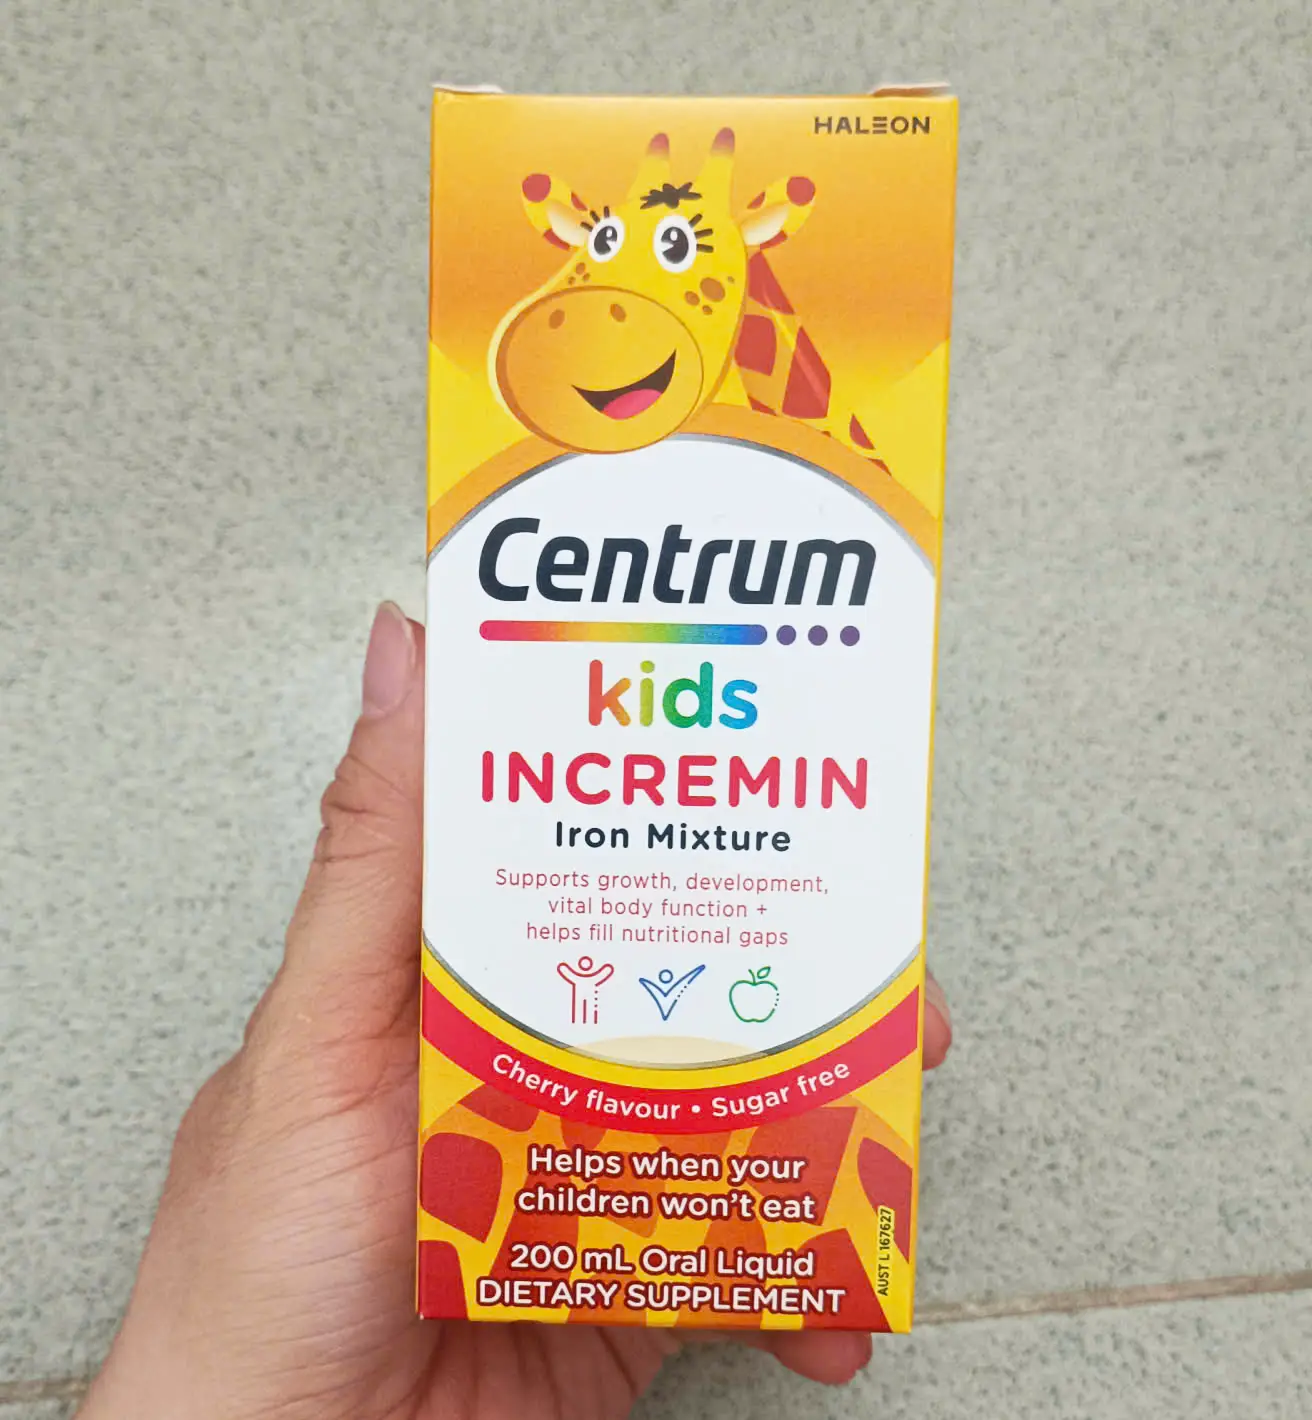 HALEON
Centrum
kids
INCREMIN
Iron Mixture
Supports growth, development,
vital body function +
helps fill nutritional gaps
Cherry flavour • Sugar free
Helps when your
children won't eat
200 mL Oral Liquid
DIETARY SUPPLEMENT
AUST L 167627